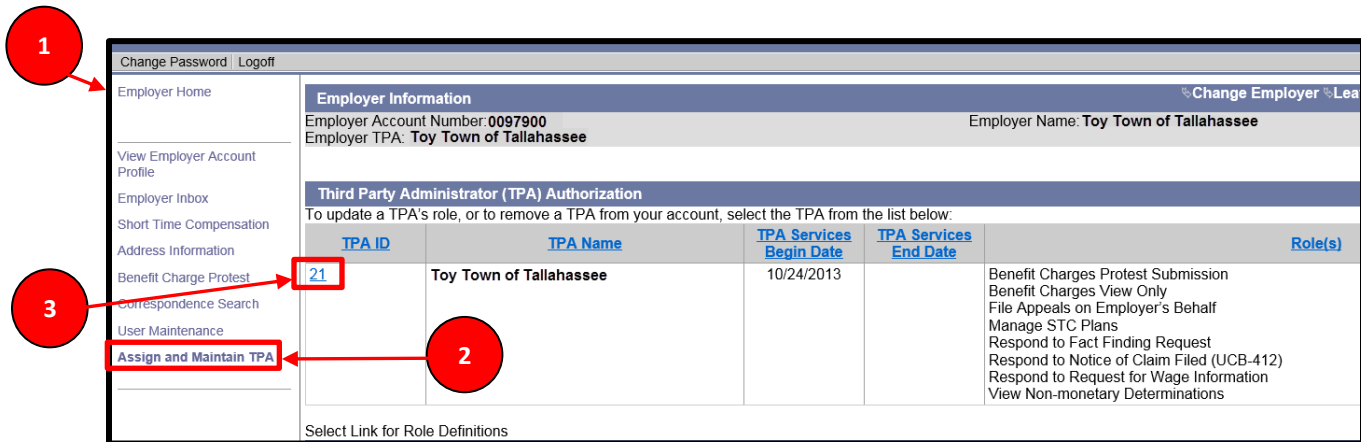 1
Change Password Logoff
Employer Home
Employer Information
Change Employer Lea
Employer Account Number: 0097900
Employer Name: Toy Town of Tallahassee
Employer TPA: Toy Town of Tallahassee
View Employer Account
Profile
Employer Inbox
Short Time Compensation
Address Information
Benefit Charge Protest
Correspondence Search
User Maintenance
Assign and Maintain TPA
3
2
Third Party Administrator (TPA) Authorization
To update a TPA's role, or to remove a TPA from your account, select the TPA from the list below:
TPA ID
TPA Name
TPA Services
Begin Date
TPA Services
End Date
Role(s)
21
Toy Town of Tallahassee
10/24/2013
Benefit Charges Protest Submission
Benefit Charges View Only
File Appeals on Employer's Behalf
Manage STC Plans
Respond to Fact Finding Request
Respond to Notice of Claim Filed (UCB-412)
Respond to Request for Wage Information
View Non-monetary Determinations
Select Link for Role Definitions